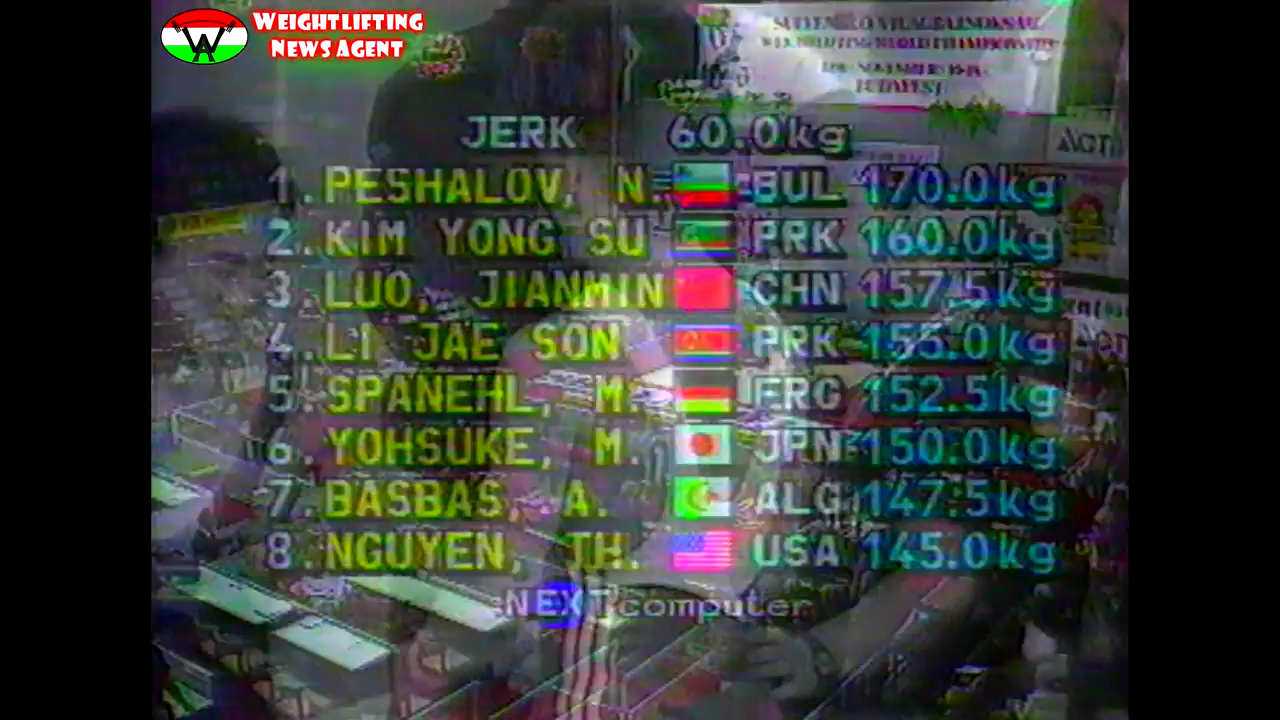 WEIGHTLIFTING
NEWS AGENT
BUDAPEST
JERK 60.0kg
1. PESHALOV, N. BUL 170.0kg
2. KIM YONG SU PRK 160.0kg
3. LUO, JIANMIN CHN 157.5kg
4. LI JAE SON PRK 155.0kg
5. SPANEHL, M. FRG 152.5kg
6. YOHSUKE, M. JPN 150.0kg
7. BASBAS, A. ALG 147.5kg
8. NGUYEN, TH. USA 145.0kg
NEXT computer